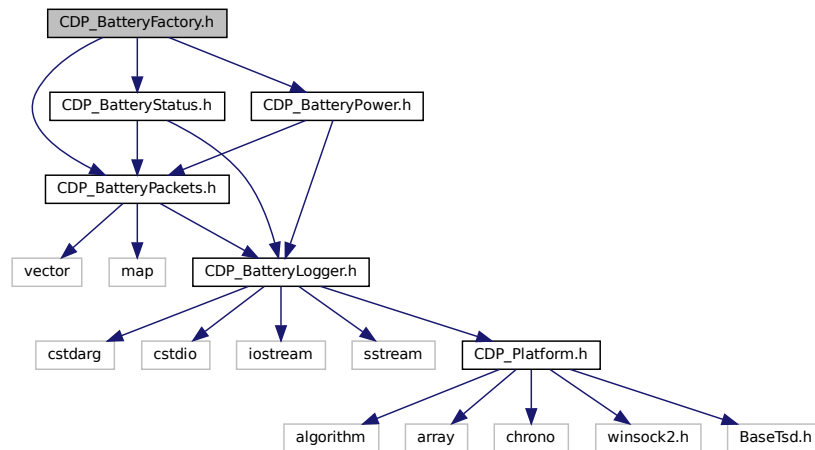 CDP_BatteryFactory.h
CDP_BatteryStatus.h
CDP_BatteryPower.h
CDP_BatteryPackets.h
vector
map
CDP_BatteryLogger.h
cstdarg
cstdio
iostream
sstream
CDP_Platform.h
algorithm
array
chrono
winsock2.h
BaseTsd.h